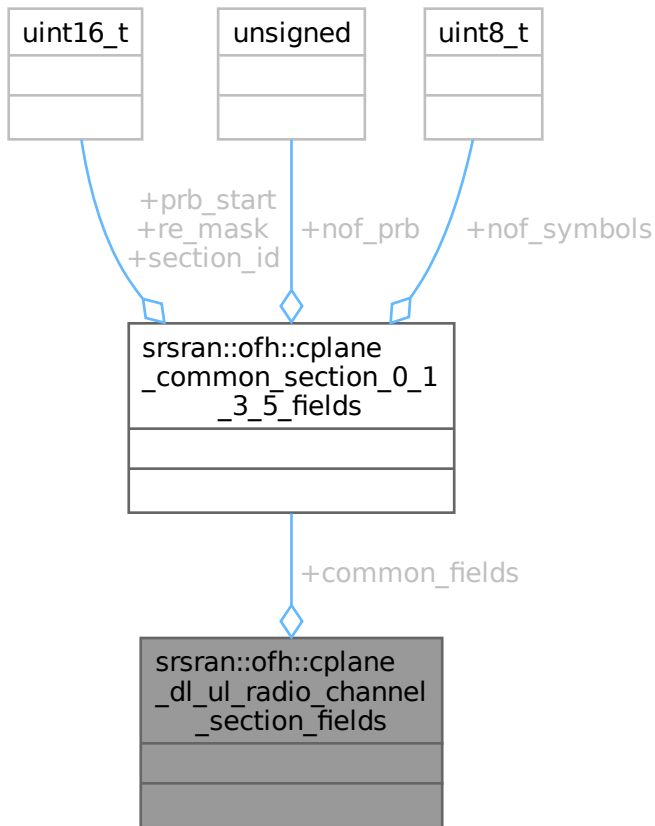 uint16_t
unsigned
uint8_t
+prb_start
+re_mask
+section_id
+nof_prb
+nof_symbols
srsran::ofh::cplane
_common_section_0_1
_3_5_fields
+common_fields
srsran::ofh::cplane
_dl_ul_radio_channel
_section_fields